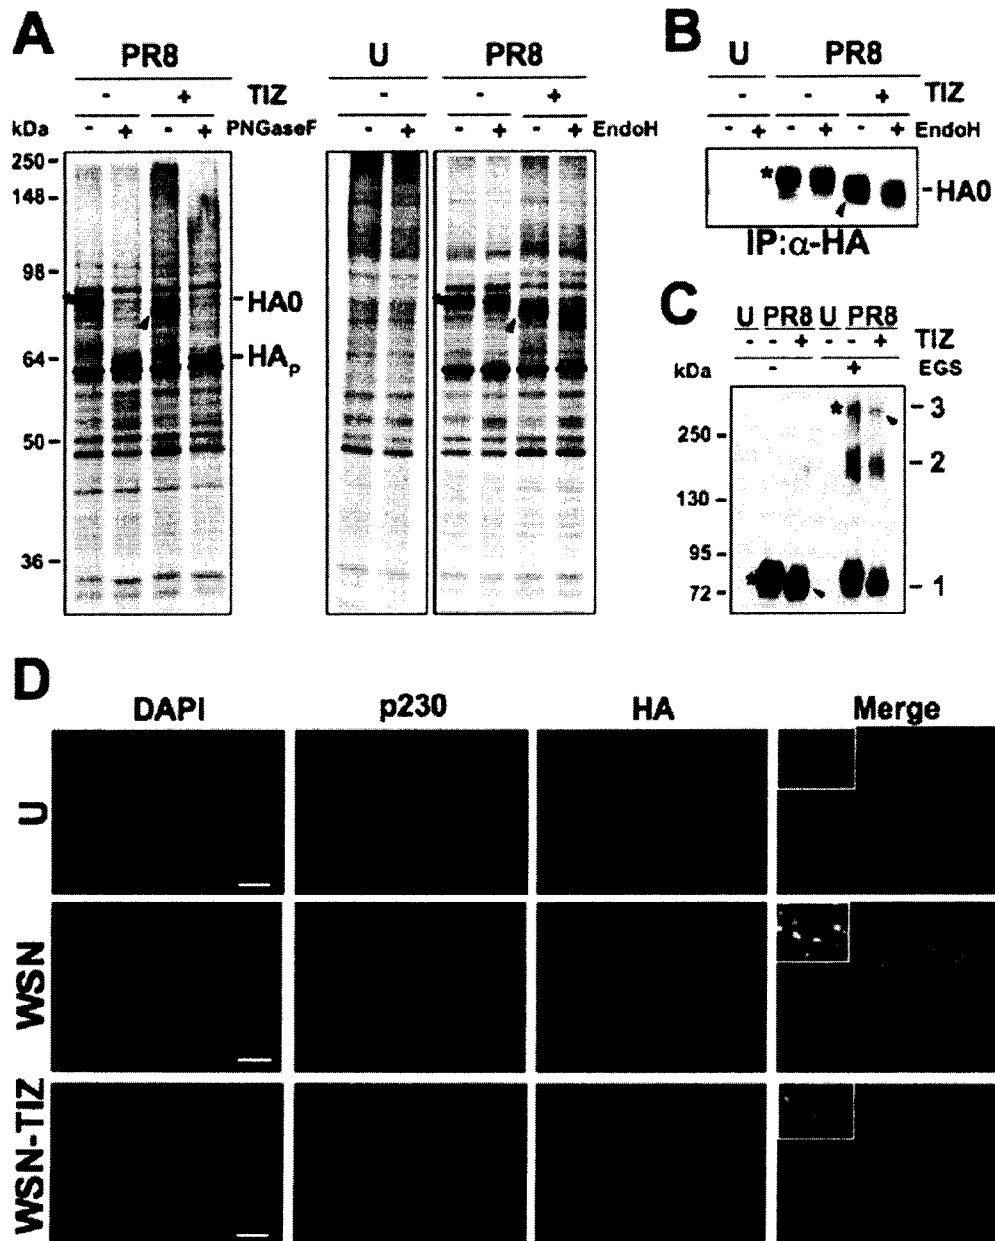 A
PR8
- + TIZ
kDa - + - + PNGaseF
250
148
98
64
50
36
HA0
HAP
U PR8
- - +
- + - + - + EndoH
B
U PR8
- - + TIZ
- + - + - + EndoH
* HA0
IP:α-HA
C
U PR8 U PR8
- - + - - + TIZ
kDa - + EGS
250
130
95
72
* 3
2
* 1
D
DAPI p230 HA Merge
U
WSN
WSN-TIZ